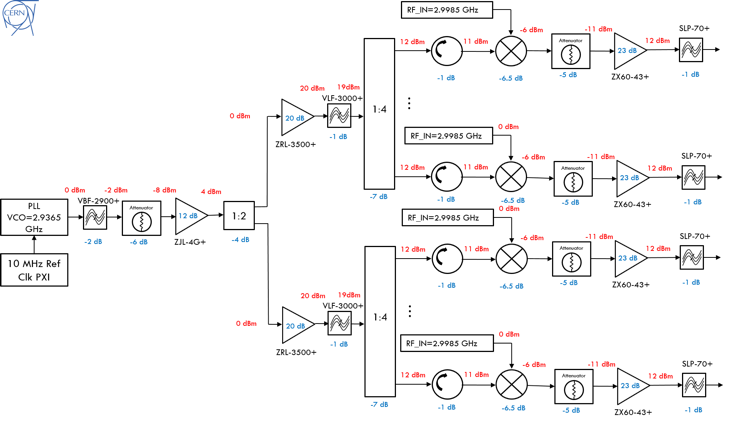 CERN
PLL
VCO=2.9365
GHz
10 MHz Ref
Clk PXI
0 dBm
-2 dBm
VBF-2900+
-2 dB
Attenuator
-6 dB
-8 dBm
12 dB
ZJL-4G+
4 dBm
1:2
-4 dB
0 dBm
20 dB
ZRL-3500+
20 dBm
19dBm
VLF-3000+
-1 dB
1:4
-7 dB
RF_IN=2.9985 GHz
12 dBm
-1 dB
11 dBm
-6.5 dB
-6 dBm
Attenuator
-5 dB
-11 dBm
23 dB
ZX60-43+
12 dBm
SLP-70+
-1 dB
RF_IN=2.9985 GHz
0 dBm
12 dBm
-1 dB
11 dBm
-6.5 dB
-6 dBm
Attenuator
-5 dB
-11 dBm
23 dB
ZX60-43+
12 dBm
SLP-70+
-1 dB
0 dBm
20 dB
ZRL-3500+
20 dBm
19dBm
VLF-3000+
-1 dB
1:4
-7 dB
RF_IN=2.9985 GHz
0 dBm
12 dBm
-1 dB
11 dBm
-6.5 dB
-6 dBm
Attenuator
-5 dB
-11 dBm
23 dB
ZX60-43+
12 dBm
SLP-70+
-1 dB
RF_IN=2.9985 GHz
0 dBm
12 dBm
-1 dB
11 dBm
-6.5 dB
-6 dBm
Attenuator
-5 dB
-11 dBm
23 dB
ZX60-43+
12 dBm
SLP-70+
-1 dB